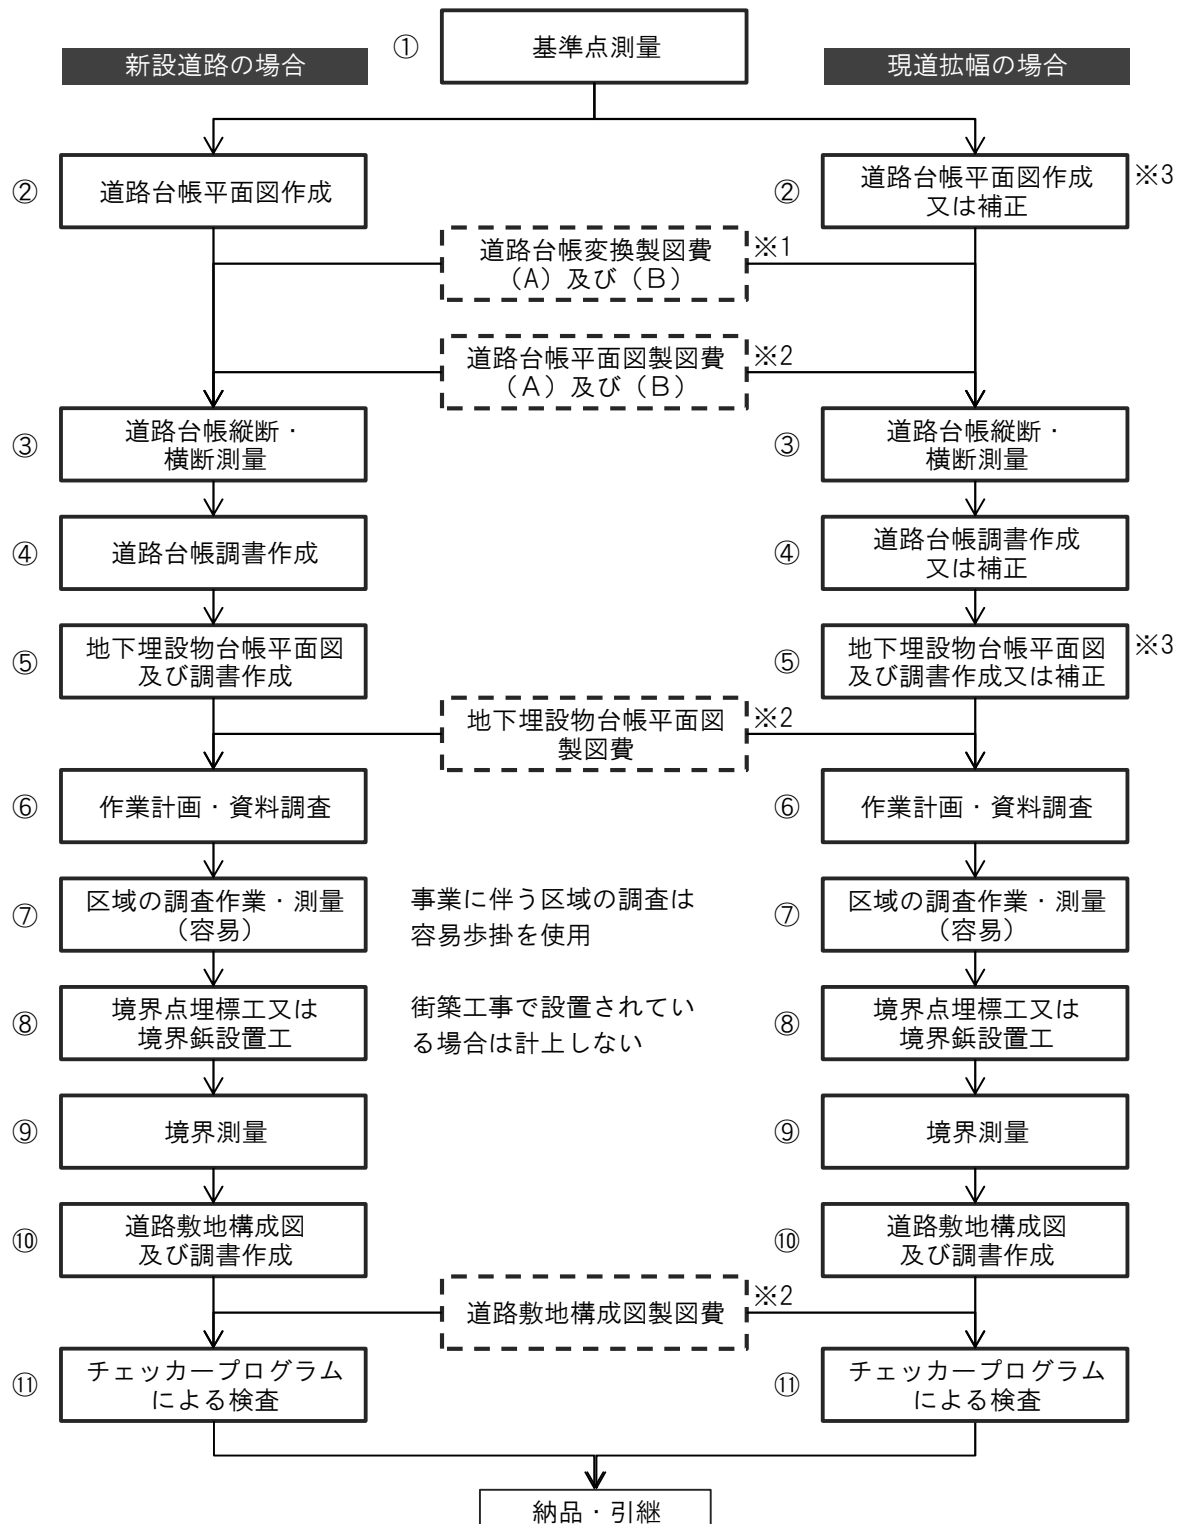 ①
基準点測量
新設道路の場合
現道拡幅の場合
②
道路台帳平面図作成
②
道路台帳平面図作成
又は補正
※3
道路台帳変換製図費
（A）及び（Ｂ）
※1
道路台帳平面図製図費
（Ａ）及び（Ｂ）
※2
③
道路台帳縦断・
横断測量
③
道路台帳縦断・
横断測量
④
道路台帳調書作成
④
道路台帳調書作成
又は補正
⑤
地下埋設物台帳平面図
及び調書作成
⑤
地下埋設物台帳平面図
及び調書作成又は補正
※3
地下埋設物台帳平面図
製図費
※2
⑥
作業計画・資料調査
⑥
作業計画・資料調査
⑦
区域の調査作業・測量
（容易）
事業に伴う区域の調査は
容易歩掛を使用
⑦
区域の調査作業・測量
（容易）
⑧
境界点埋標工又は
境界鋲設置工
街築工事で設置されてい
る場合は計上しない
⑧
境界点埋標工又は
境界鋲設置工
⑨
境界測量
⑨
境界測量
⑩
道路敷地構成図
及び調書作成
⑩
道路敷地構成図
及び調書作成
道路敷地構成図製図費
※2
⑪
チェッカープログラム
による検査
⑪
チェッカープログラム
による検査
納品・引継